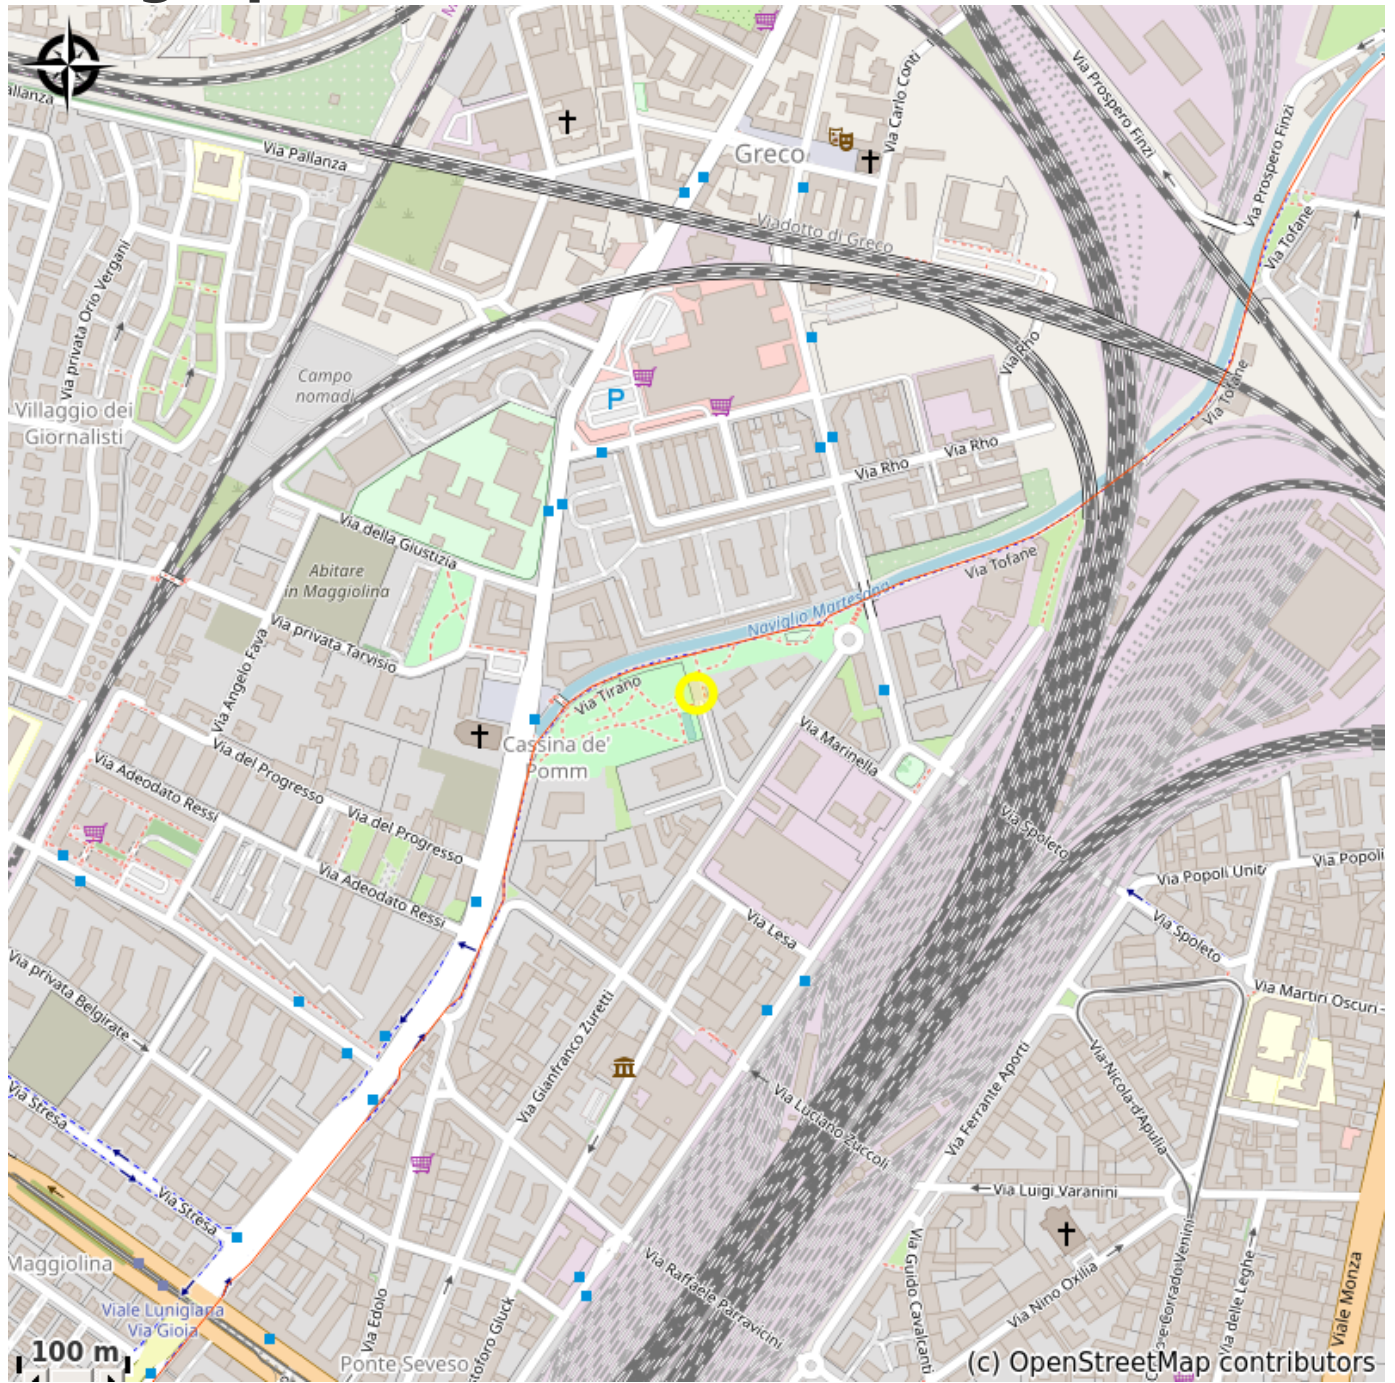 allanza
Via Pallanza
Via Carlo Conti
Greco
Via Prospero Finzi
Via Prospero Finzi
Via Tofane
Viadotto di Greco
Via privata Orio Vergani
Villaggio dei
Giornalisti
Campo
nomadi
P
Via Rho
Via Rho
Via Rho
Via Tofane
Via della Giustizia
Abitare
in Maggiolina
Via Tofane
Naviglio Martesana
Via privata Tarvisio
Via Angelo Fava
Via Tirano
Cassina de'
Pomm
Via Marinella
Via del Progresso
Via Adeodato Ressi
Via del Progresso
Via Adeodato Ressi
Via Spoleto
Via Popoli Uniti
Via Popoli
Via Lesa
Via Spoleto
Via privata Belgirate
Via Martiri Oscuri
Via Gianfranco Zuretti
Via Ferrante Aporti
Via Nicola d'Apulia
Via Stresa
Via Luciano Zuccoli
Via Stresa
Via Luigi Varanini
Maggiolina
Viale Lunigiana
Via Gioia
Via Edolo
stoforo Gluck
Via Raffaele Parravicini
Via Guido Cavalcanti
Via Nino Oxilia
e Corrado Venini
Via delle Leghe
Viale Monza
100 m
Ponte Seveso
(c) OpenStreetMap contributors